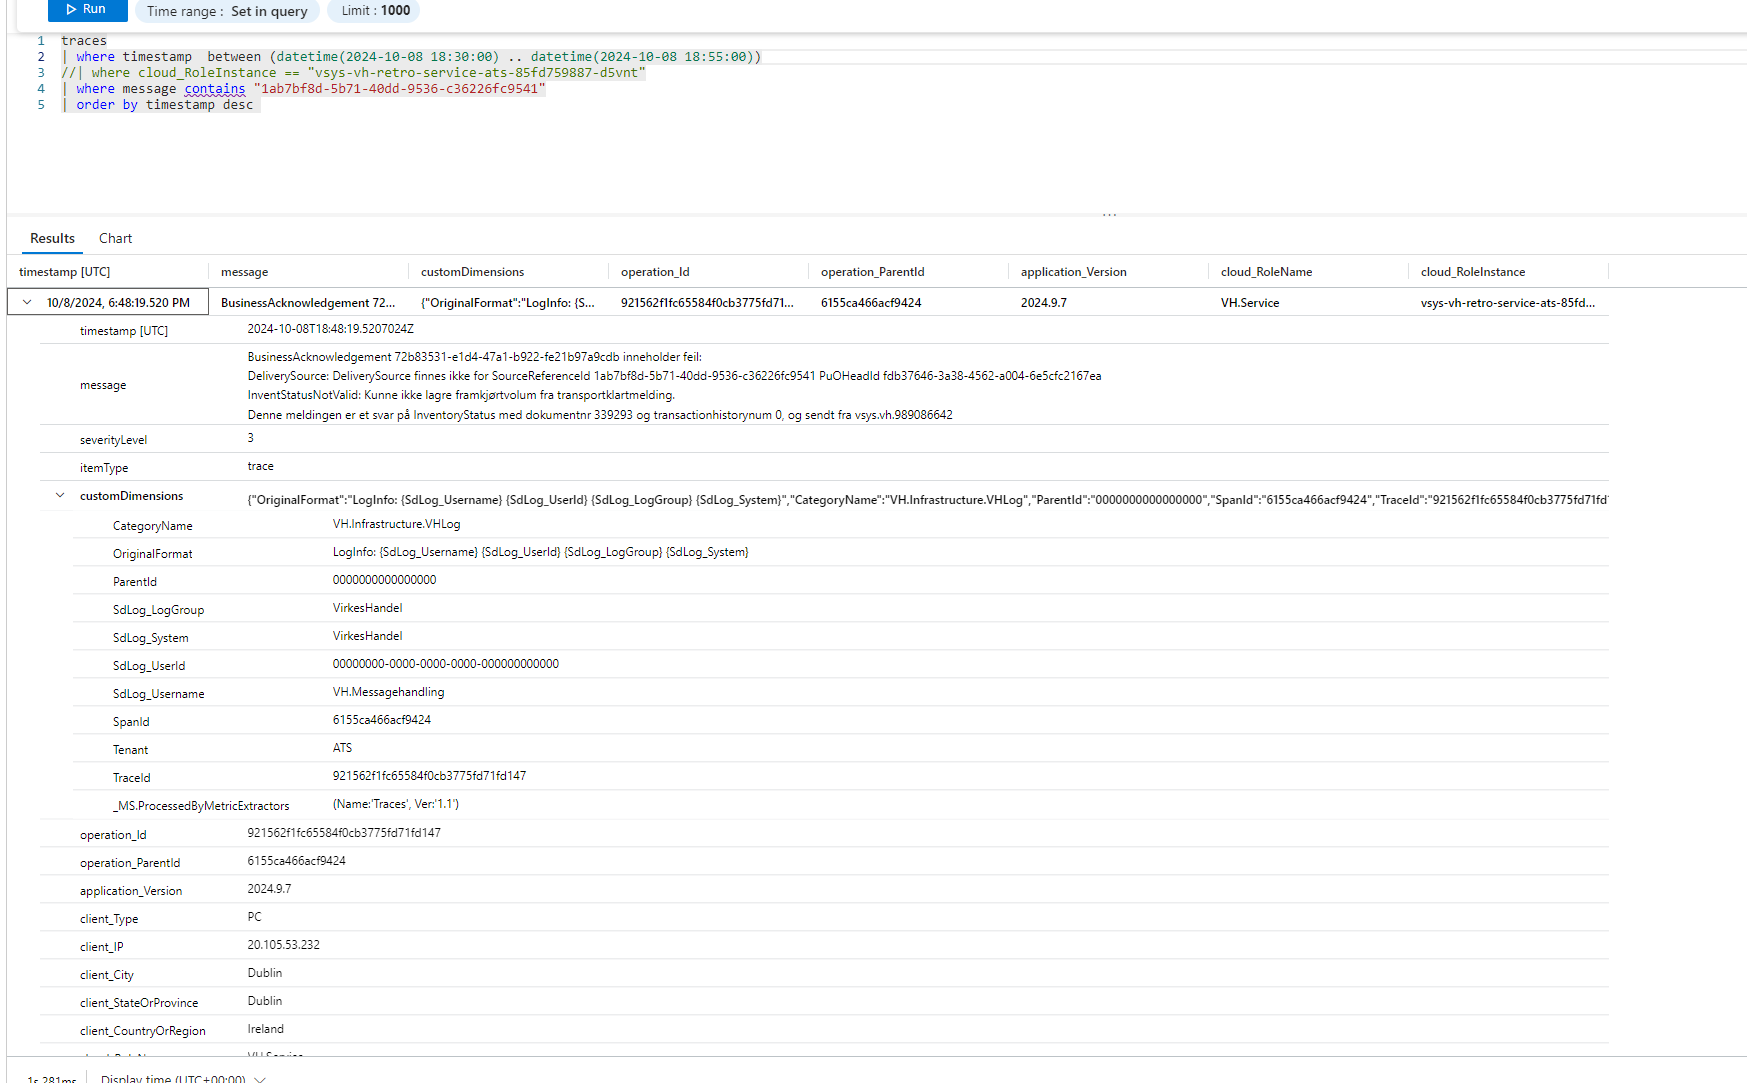 Run
Time range : Set in query
Limit : 1000
1 traces
2 | where timestamp  between (datetime(2024-10-08 18:30:00) .. datetime(2024-10-08 18:55:00))
3 //| where cloud_RoleInstance == "vsys-vh-retro-service-ats-85fd759887-d5vnt"
4 | where message contains "1ab7bf8d-5b71-40dd-9536-c36226fc9541"
5 | order by timestamp desc
...
Results Chart
timestamp [UTC] message customDimensions operation_Id operation_ParentId application_Version cloud_RoleName cloud_RoleInstance
10/8/2024, 6:48:19.520 PM BusinessAcknowledgement 72... {"OriginalFormat":"LogInfo: {S... 921562f1fc65584f0cb3775fd71... 6155ca466acf9424 2024.9.7 VH.Service vsys-vh-retro-service-ats-85fd...
timestamp [UTC] 2024-10-08T18:48:19.5207024Z
message
BusinessAcknowledgement 72b83531-e1d4-47a1-b922-fe21b97a9cdb inneholder feil:
DeliverySource: DeliverySource finnes ikke for SourceReferenceId 1ab7bf8d-5b71-40dd-9536-c36226fc9541 PuOHeadId fdb37646-3a38-4562-a004-6e5cfc2167ea
InventStatusNotValid: Kunne ikke lagre framkjørtvolum fra transportklartmelding.
Denne meldingen er et svar på InventoryStatus med dokumentnr 339293 og transactionhistorynum 0, og sendt fra vsys.vh.989086642
severityLevel 3
itemType trace
customDimensions {"OriginalFormat":"LogInfo: {SdLog_Username} {SdLog_UserId} {SdLog_LogGroup} {SdLog_System}","CategoryName":"VH.Infrastructure.VHLog","ParentId":"0000000000000000","SpanId":"6155ca466acf9424","TraceId":"921562f1fc65584f0cb3775fd71fd
CategoryName VH.Infrastructure.VHLog
OriginalFormat LogInfo: {SdLog_Username} {SdLog_UserId} {SdLog_LogGroup} {SdLog_System}
ParentId 0000000000000000
SdLog_LogGroup VirkesHandel
SdLog_System VirkesHandel
SdLog_UserId 00000000-0000-0000-0000-000000000000
SdLog_Username VH.Messagehandling
SpanId 6155ca466acf9424
Tenant ATS
TraceId 921562f1fc65584f0cb3775fd71fd147
_MS.ProcessedByMetricExtractors (Name:'Traces', Ver:'1.1')
operation_Id 921562f1fc65584f0cb3775fd71fd147
operation_ParentId 6155ca466acf9424
application_Version 2024.9.7
client_Type PC
client_IP 20.105.53.232
client_City Dublin
client_StateOrProvince Dublin
client_CountryOrRegion Ireland
VH.Service
1s 281ms Display time (UTC+00:00)